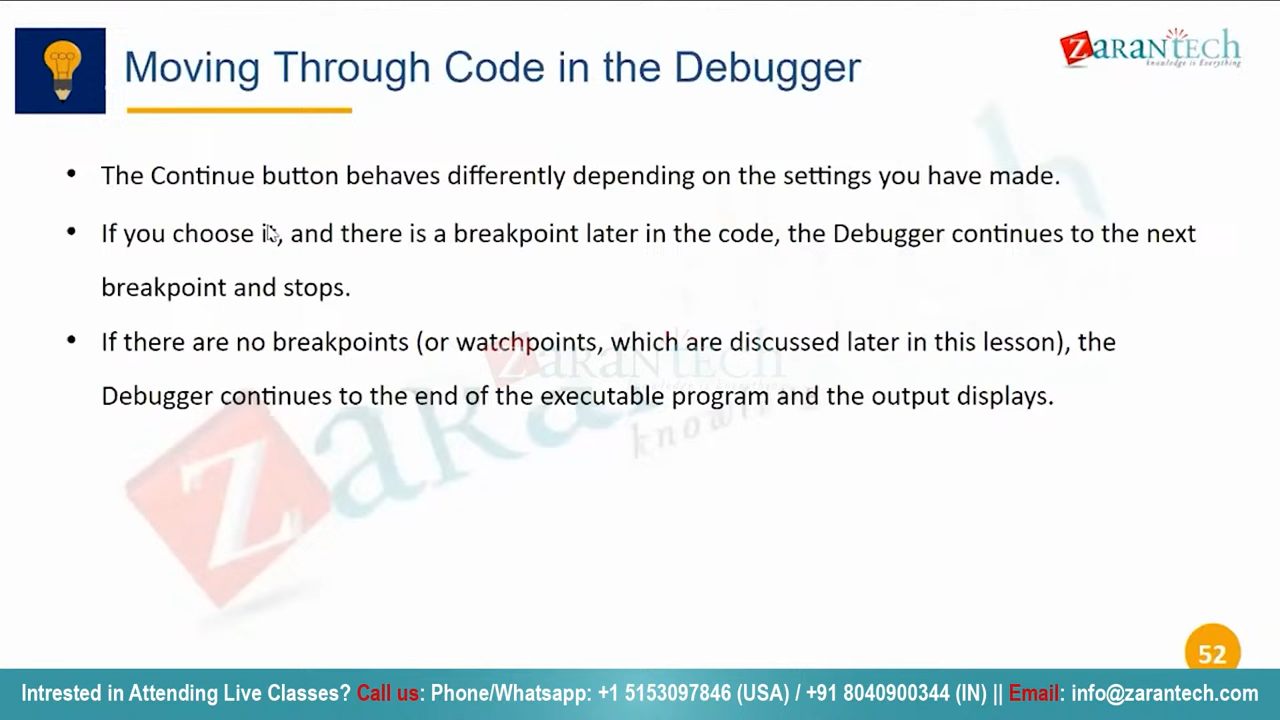 Moving Through Code in the Debugger
ZaranTech
knowledge is Everything
• The Continue button behaves differently depending on the settings you have made.
• If you choose it, and there is a breakpoint later in the code, the Debugger continues to the next
breakpoint and stops.
• If there are no breakpoints (or watchpoints, which are discussed later in this lesson), the
Debugger continues to the end of the executable program and the output displays.
ZaranTech
ZaranTech
knowl
52
Intrested in Attending Live Classes? Call us: Phone/Whatsapp: +1 5153097846 (USA) / +91 8040900344 (IN) || Email: info@zarantech.com